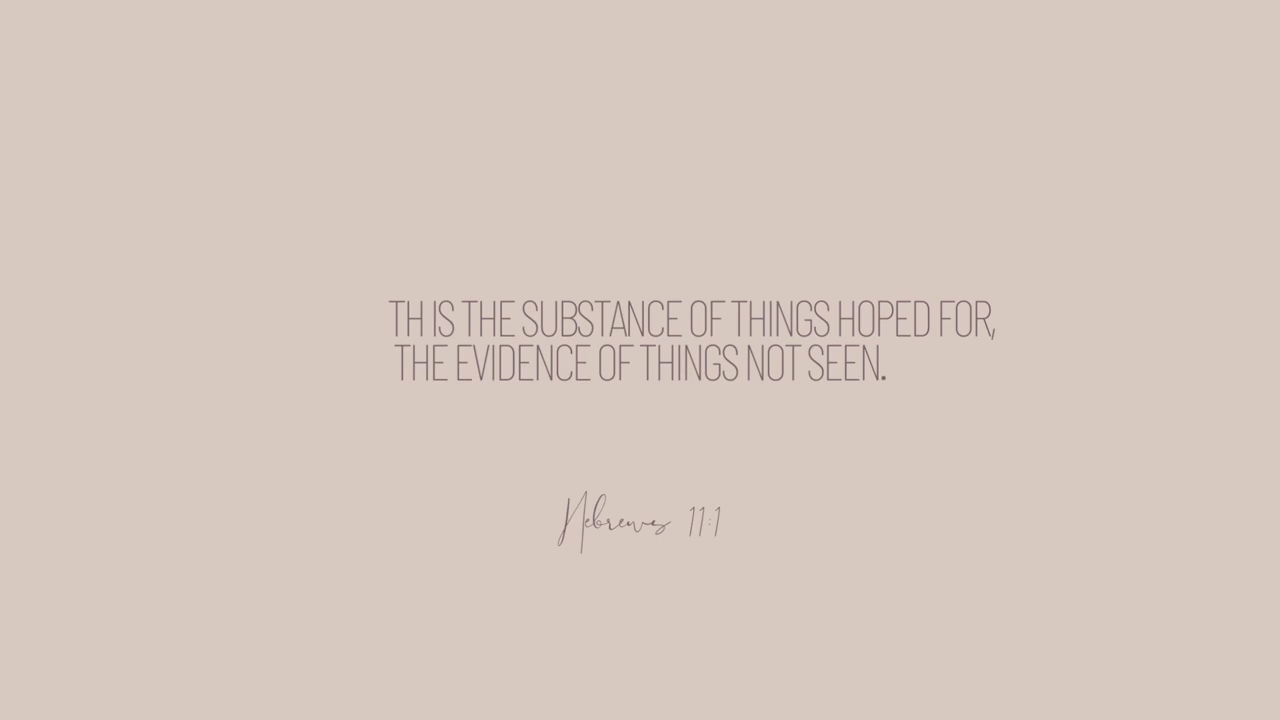 TH IS THE SUBSTANCE OF THINGS HOPED FOR,
THE EVIDENCE OF THINGS NOT SEEN.
Hebrews 11:1